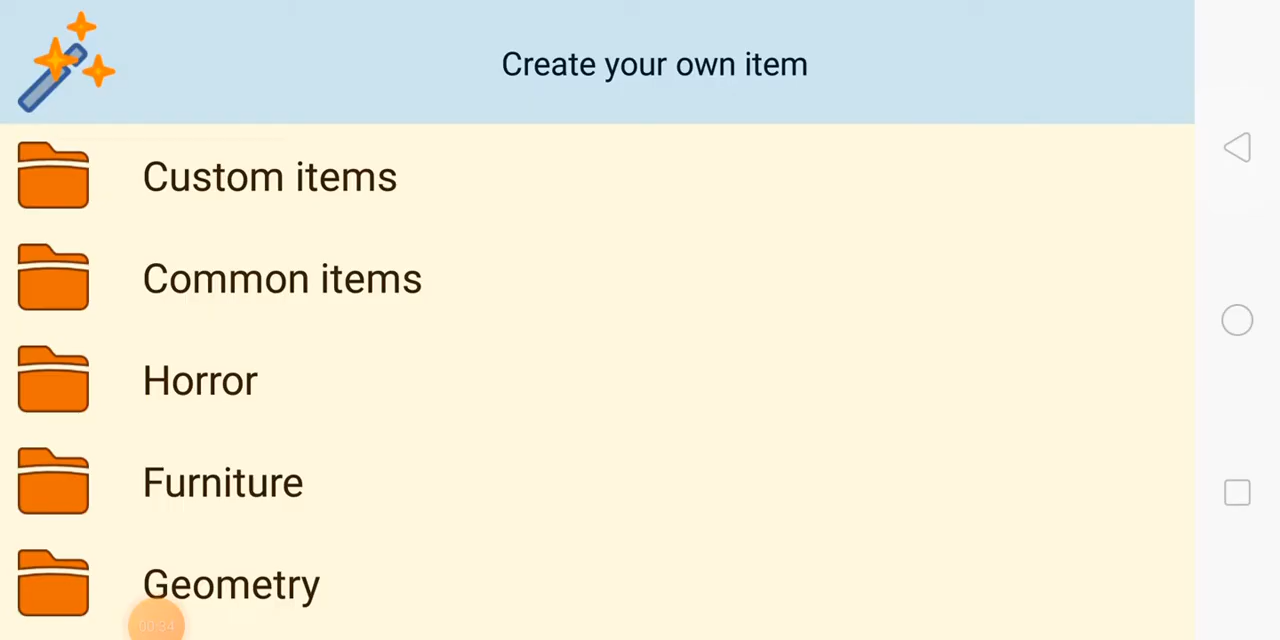 Create your own item
Custom items
Common items
Horror
Furniture
Geometry